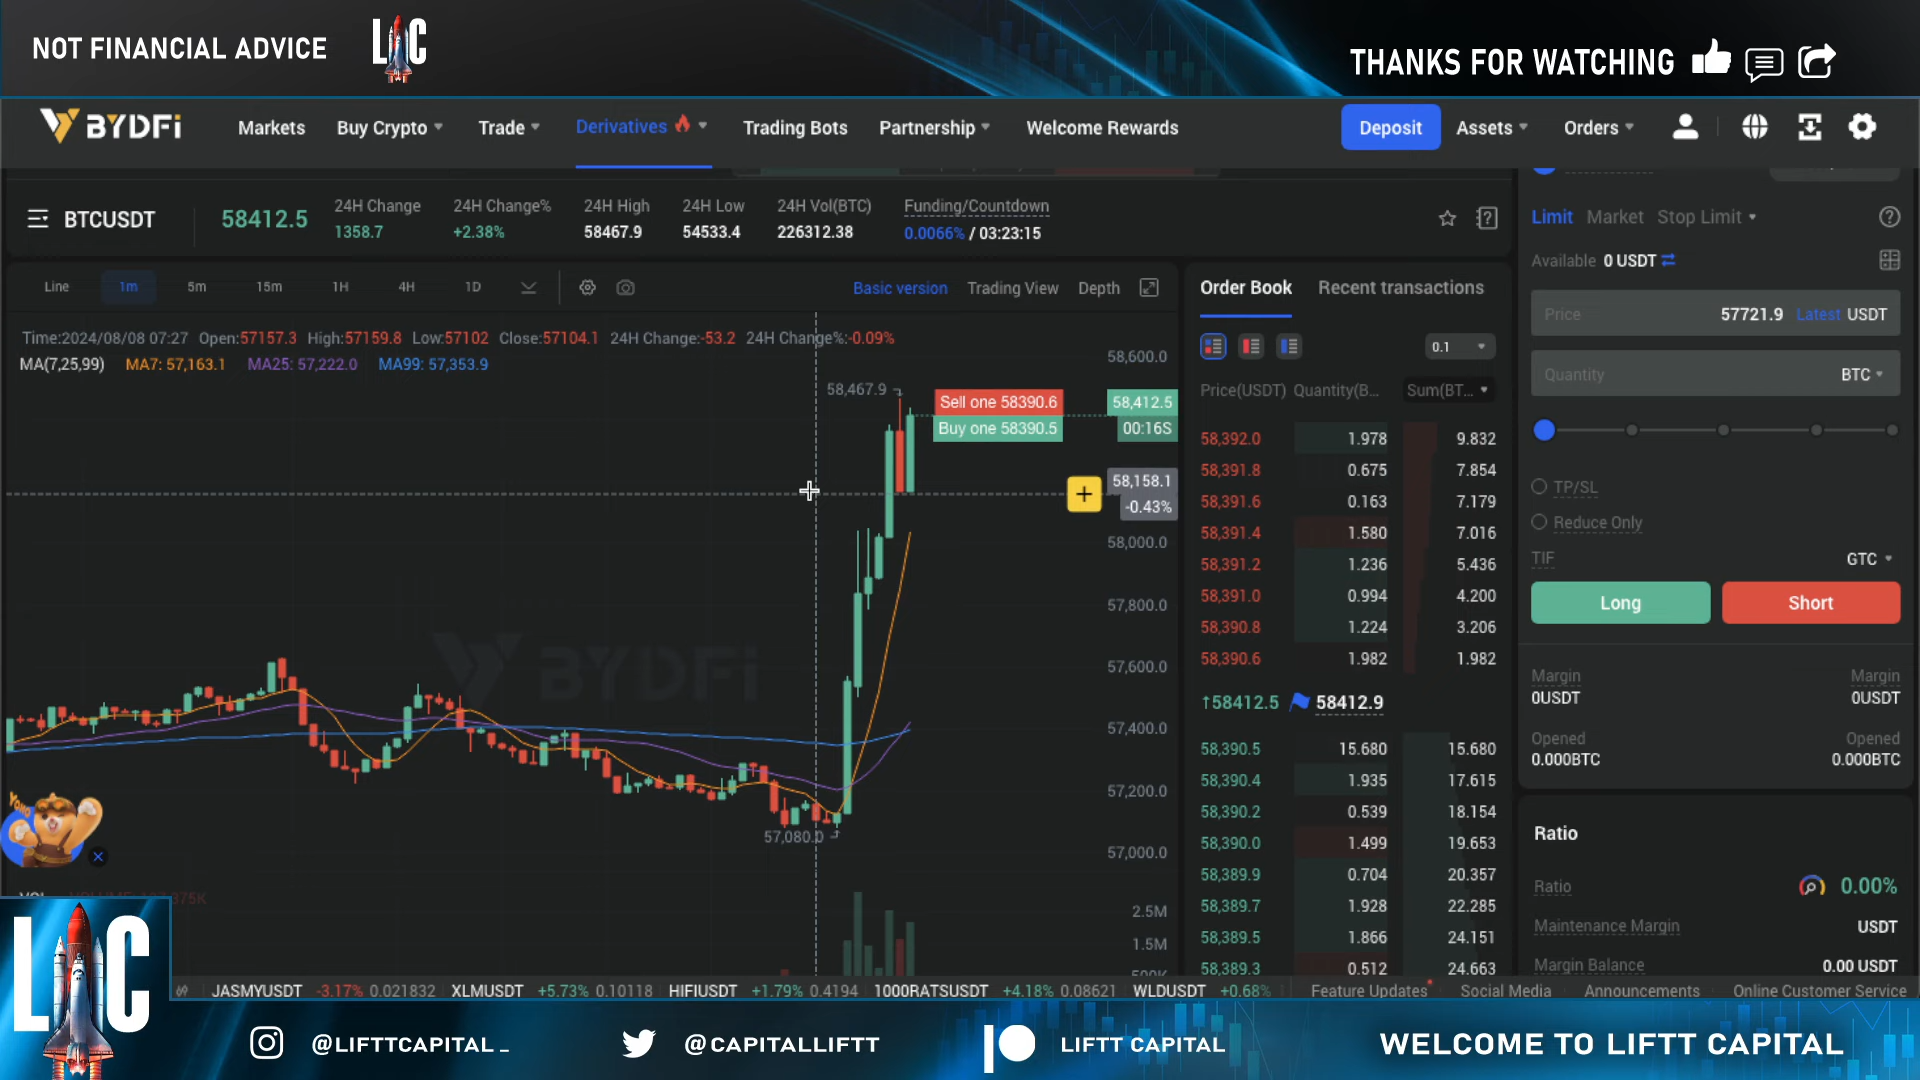 NOT FINANCIAL ADVICE
LC
THANKS FOR WATCHING
BYDFi
Markets
Buy Crypto
Trade
Derivatives
Trading Bots
Partnership
Welcome Rewards
Deposit
Assets
Orders
BTCUSDT
58412.5
24H Change
1358.7
24H Change%
+2.38%
24H High
58467.9
24H Low
54533.4
24H Vol(BTC)
226312.38
Funding/Countdown
0.0066% / 03:23:15
Line 1m 5m 15m 1H 4H 1D
Basic version Trading View Depth
Time:2024/08/08 07:27 Open:57157.3 High:57159.8 Low:57102 Close:57104.1 24H Change:-53.2 24H Change%:-0.09%
MA(7,25,99) MA7: 57,163.1 MA25: 57,222.0 MA99: 57,353.9
58,600.0
58,467.9
Sell one 58390.6
Buy one 58390.5
58,412.5
00:16S
58,158.1
-0.43%
58,000.0
57,800.0
57,600.0
57,400.0
57,200.0
57,000.0
57,080.0
BYDFi
2.5M
1.5M
Order Book Recent transactions
0.1
Price(USDT) Quantity(B... Sum(BT...
58,392.0 1.978 9.832
58,391.8 0.675 7.854
58,391.6 0.163 7.179
58,391.4 1.580 7.016
58,391.2 1.236 5.436
58,391.0 0.994 4.200
58,390.8 1.224 3.206
58,390.6 1.982 1.982
↑58412.5 58412.9
58,390.5 15.680 15.680
58,390.4 1.935 17.615
58,390.2 0.539 18.154
58,390.0 1.499 19.653
58,389.9 0.704 20.357
58,389.7 1.928 22.285
58,389.5 1.866 24.151
58,389.3 0.512 24.663
Limit Market Stop Limit
Available 0 USDT
Price 57721.9 Latest USDT
Quantity BTC
TP/SL
Reduce Only
TIF GTC
Long Short
Margin Margin
0USDT 0USDT
Opened Opened
0.000BTC 0.000BTC
Ratio
Ratio 0.00%
Maintenance Margin USDT
Margin Balance 0.00 USDT
JASMYUSDT -3.17% 0.021832 XLMUSDT +5.73% 0.10118 HIFIUSDT +1.79% 0.4194 1000RATSUSDT +4.18% 0.08621 WLDUSDT +0.68%
Feature Updates Social Media Announcements Online Customer Service
LC
@LIFTTCAPITAL_
@CAPITALLIFTT
LIFTT CAPITAL
WELCOME TO LIFTT CAPITAL